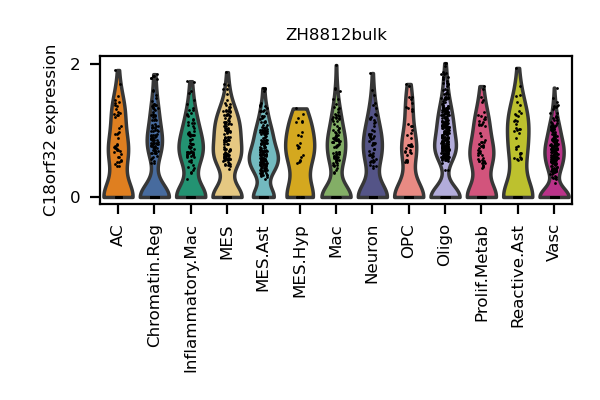 ZH8812bulk
C18orf32 expression
2
0
AC
Chromatin.Reg
Inflammatory.Mac
MES
MES.Ast
MES.Hyp
Mac
Neuron
OPC
Oligo
Prolif.Metab
Reactive.Ast
Vasc